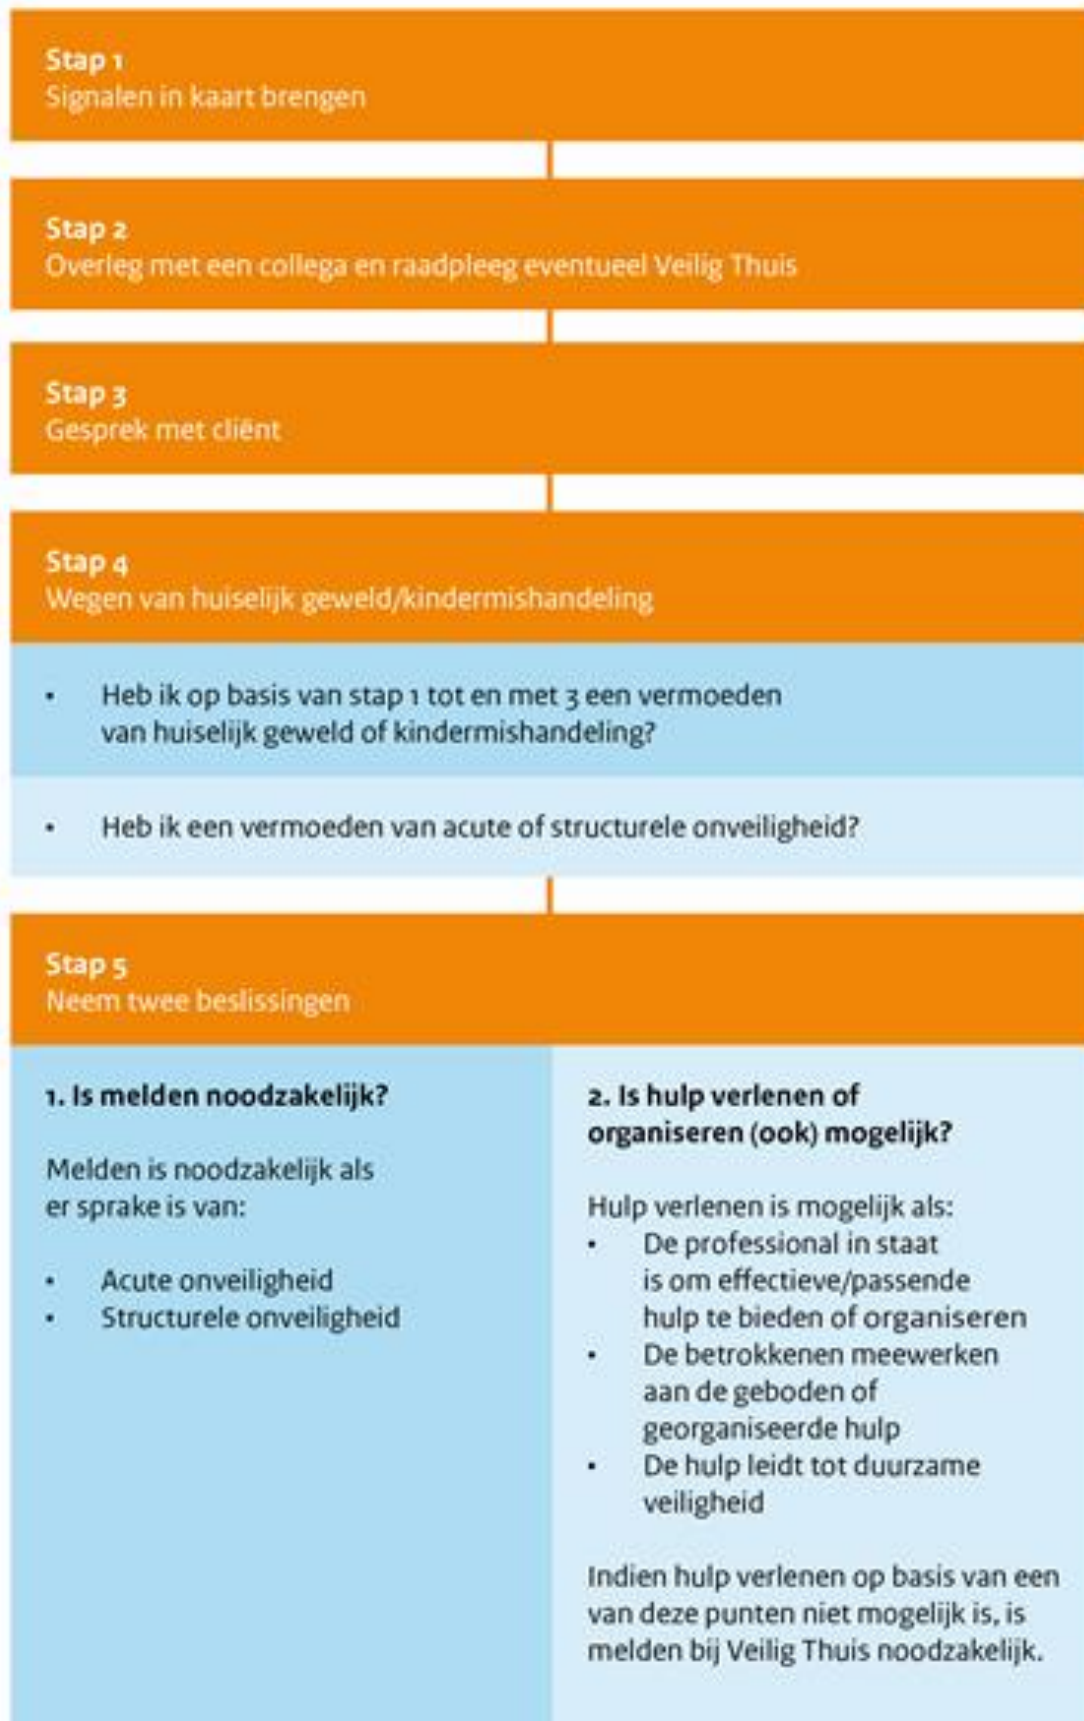 Stap 1
Signalen in kaart brengen
Stap 2
Overleg met een collega en raadpleeg eventueel Veilig Thuis
Stap 3
Gesprek met cliënt
Stap 4
Wegen van huiselijk geweld/kindermishandeling
• Heb ik op basis van stap 1 tot en met 3 een vermoeden
van huiselijk geweld of kindermishandeling?
• Heb ik een vermoeden van acute of structurele onveiligheid?
Stap 5
Neem twee beslissingen
1. Is melden noodzakelijk?
Melden is noodzakelijk als
er sprake is van:
• Acute onveiligheid
• Structurele onveiligheid
2. Is hulp verlenen of
organiseren (ook) mogelijk?
Hulp verlenen is mogelijk als:
• De professional in staat
is om effectieve/passende
hulp te bieden of organiseren
• De betrokkenen meewerken
aan de geboden of
georganiseerde hulp
• De hulp leidt tot duurzame
veiligheid
Indien hulp verlenen op basis van een
van deze punten niet mogelijk is, is
melden bij Veilig Thuis noodzakelijk.